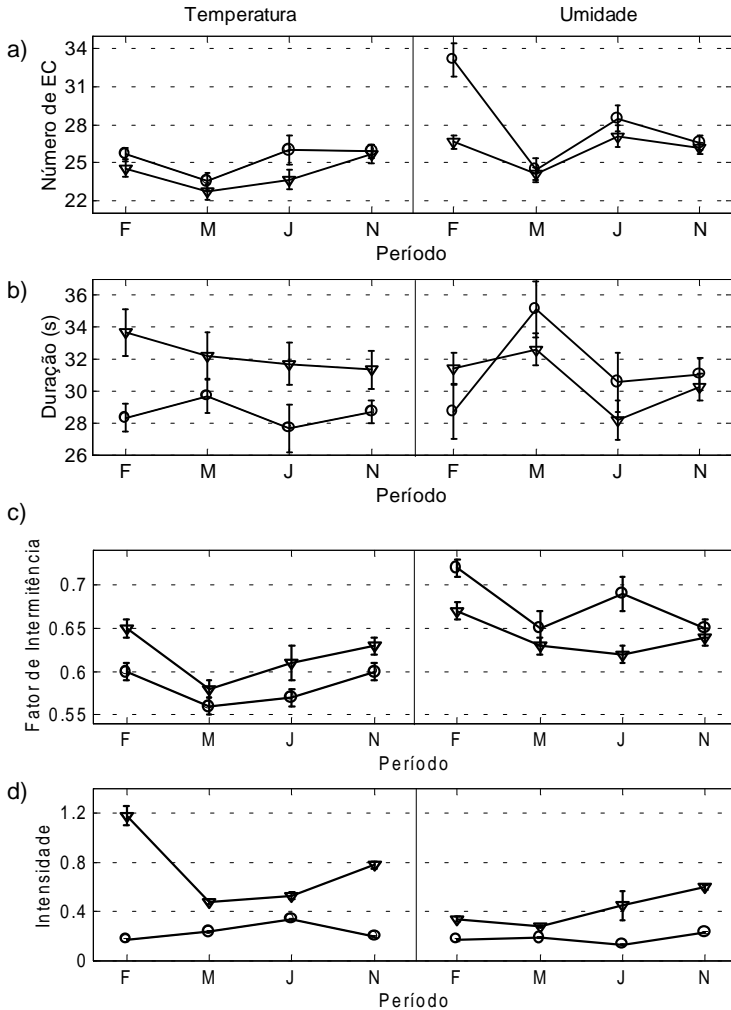 Temperatura Umidade
a)
Número de EC
34
31
28
25
22
F M J N F M J N
Período
b)
Duração (s)
36
34
32
30
28
26
F M J N F M J N
Período
c)
Fator de Intermitência
0.7
0.65
0.6
0.55
F M J N F M J N
Período
d)
Intensidade
1.2
0.8
0.4
0
F M J N F M J N
Período